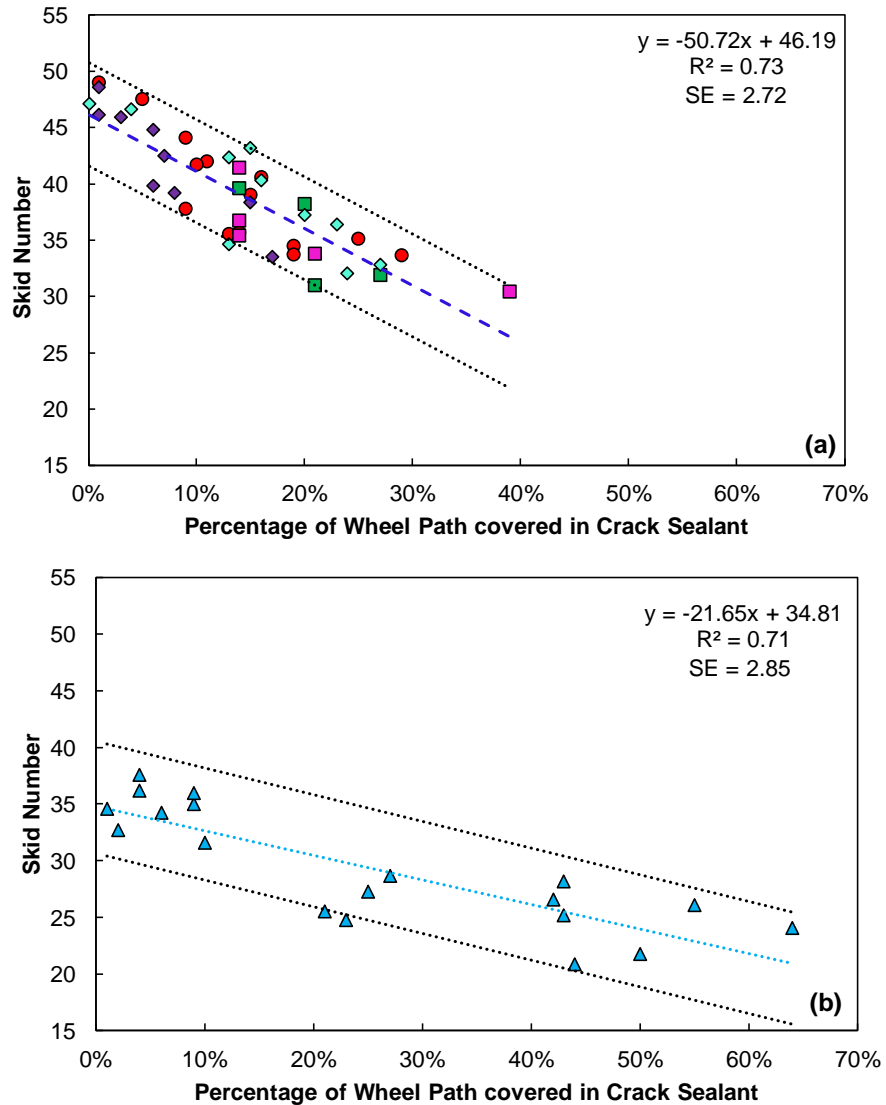 55
50
45
40
35
30
25
20
15
Skid Number
y = -50.72x + 46.19
R² = 0.73
SE = 2.72
(a)
0% 10% 20% 30% 40% 50% 60% 70%
Percentage of Wheel Path covered in Crack Sealant
55
50
45
40
35
30
25
20
15
Skid Number
y = -21.65x + 34.81
R² = 0.71
SE = 2.85
(b)
0% 10% 20% 30% 40% 50% 60% 70%
Percentage of Wheel Path covered in Crack Sealant